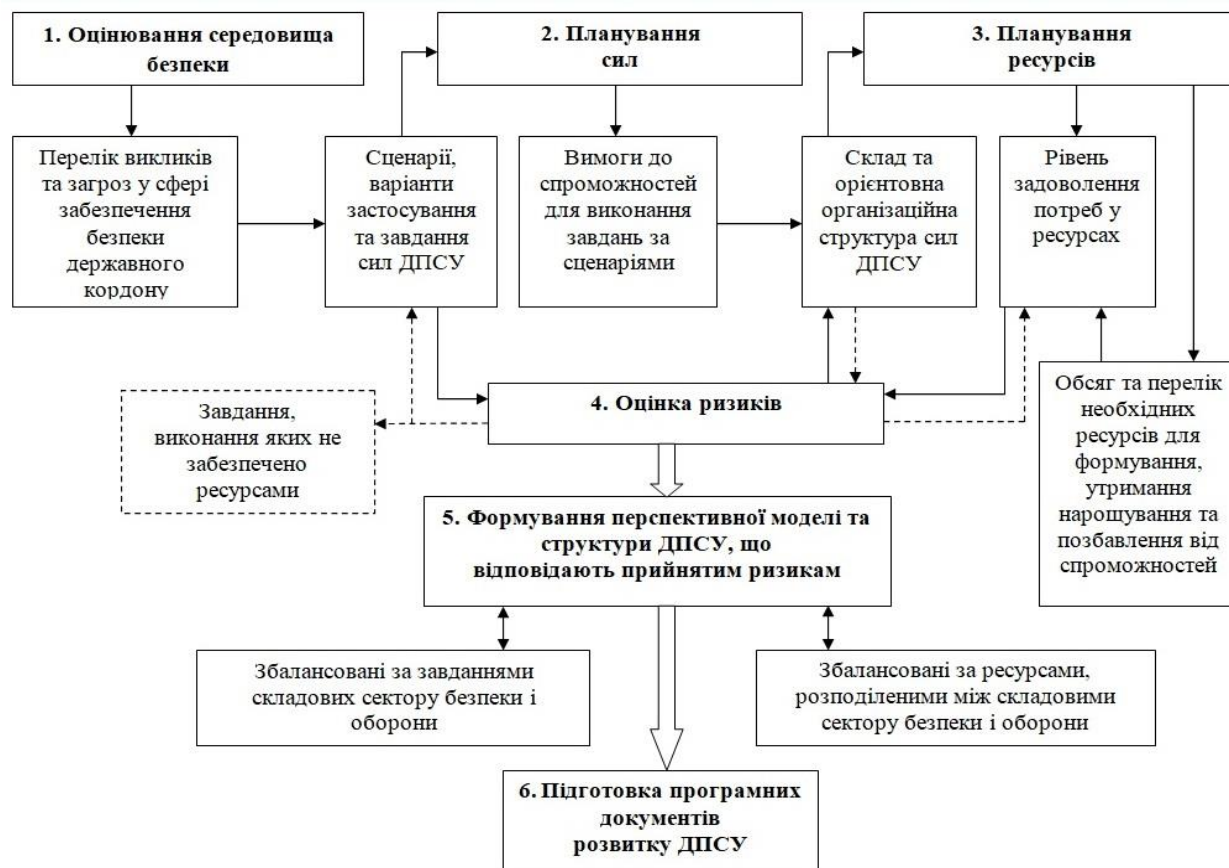 1. Оцінювання середовища
безпеки
2. Планування
сил
3. Планування
ресурсів
Перелік викликів
та загроз у сфері
забезпечення
безпеки
державного
кордону
Сценарії,
варіанти
застосування
та завдання
сил ДПСУ
Вимоги до
спроможностей
для виконання
завдань за
сценаріями
Склад та
орієнтовна
організаційна
структура сил
ДПСУ
Рівень
задоволення
потреб у
ресурсах
Завдання,
виконання яких не
забезпечено
ресурсами
4. Оцінка ризиків
Обсяг та перелік
необхідних
ресурсів для
формування,
утримання
нарощування та
позбавлення від
спроможностей
5. Формування перспективної моделі та
структури ДПСУ, що
відповідають прийнятим ризикам
Збалансовані за завданнями
складових сектору безпеки і
оборони
Збалансовані за ресурсами,
розподіленими між складовими
сектору безпеки і оборони
6. Підготовка програмних
документів
розвитку ДПСУ